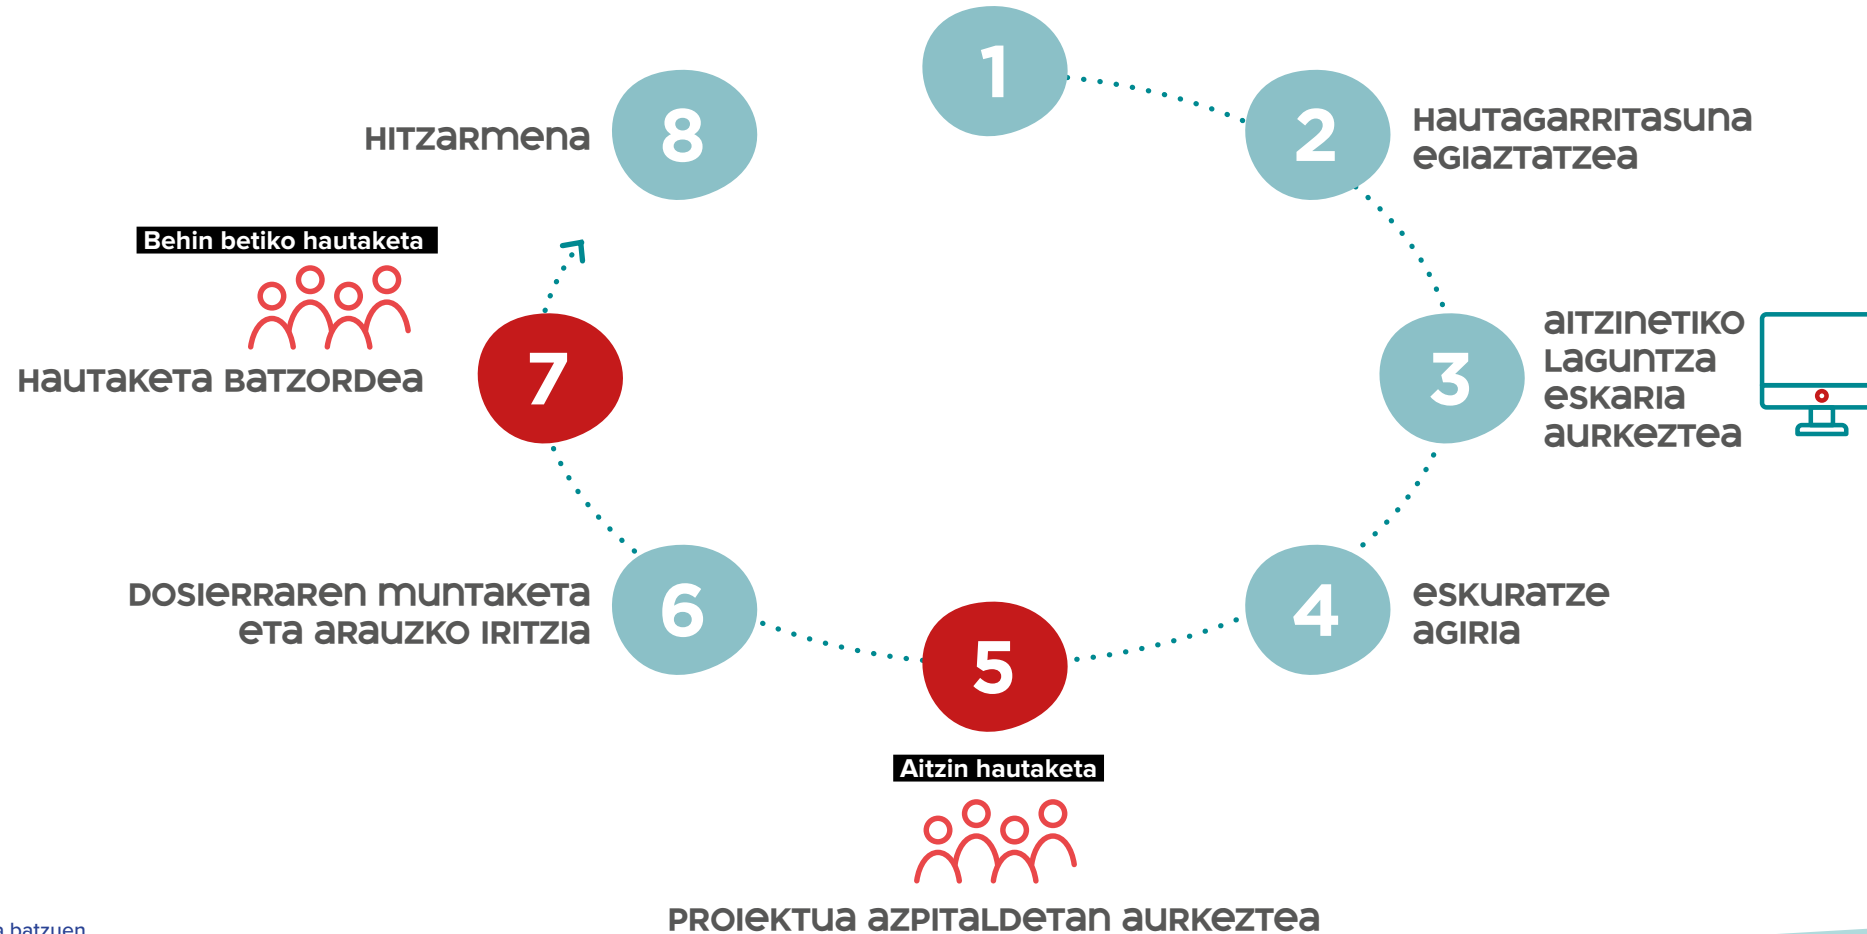 1
2
Hautagarritasuna
egiaztatzea
3
aitzinetiko
laguntza
eskaria
aurkeztea
4
eskuratze
agiria
5
Aitzin hautaketa
Proiektua azpitaldetan aurkeztea
6
Dosierraren muntaketa
eta arauzko iritzia
7
Behin betiko hautaketa
Hautaketa batzordea
8
Hitzarmena
batzuen